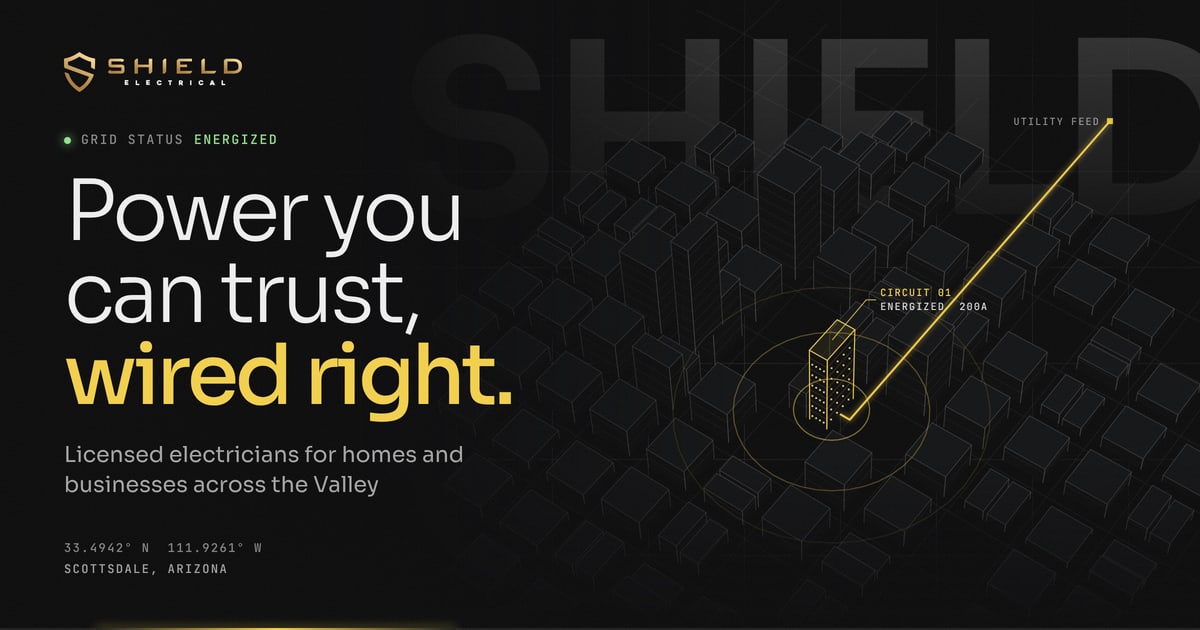 SHIELD
ELECTRICAL
SHIELD
GRID STATUS ENERGIZED
UTILITY FEED
Power you
can trust,
wired right.
CIRCUIT 01
ENERGIZED 200A
Licensed electricians for homes and
businesses across the Valley
33.4942° N 111.9261° W
SCOTTSDALE, ARIZONA